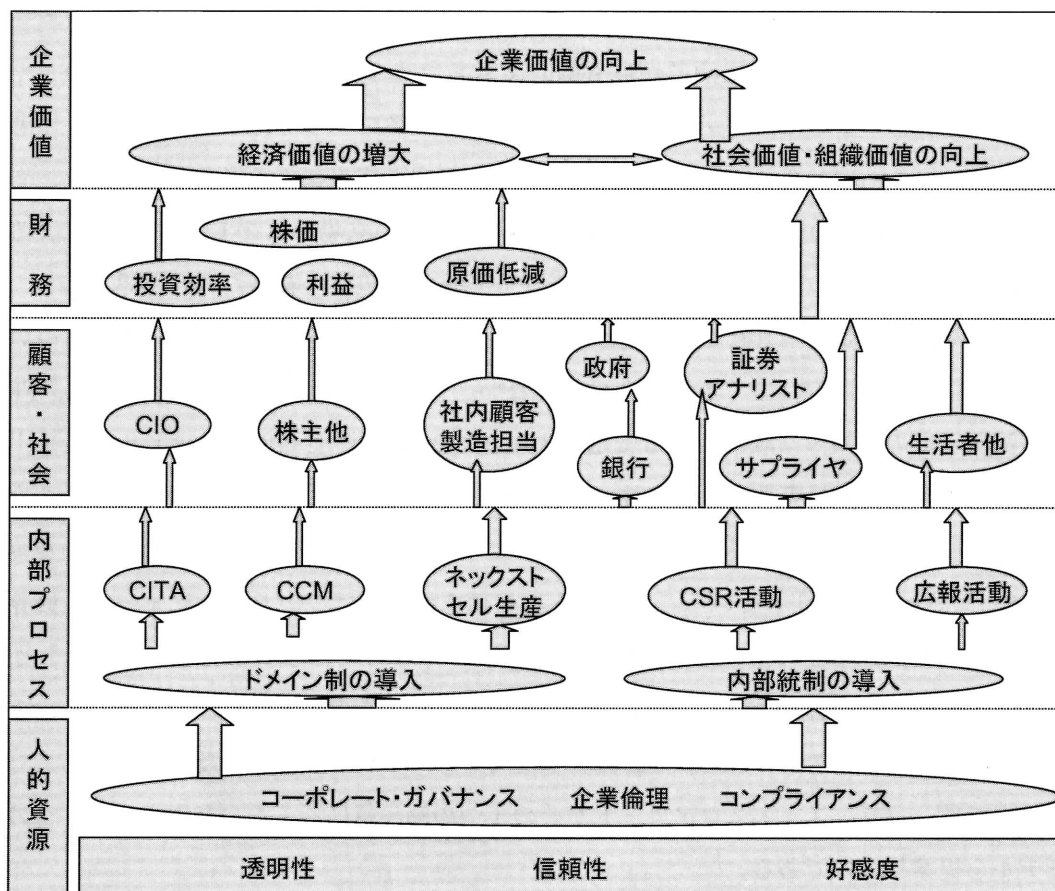 企業価値
企業価値の向上
経済価値の増大
社会価値・組織価値の向上
財務
株価
投資効率
利益
原価低減
顧客・社会
政府
証券
アナリスト
CIO
株主他
社内顧客
製造担当
銀行
サプライヤ
生活者他
内部プロセス
CITA
CCM
ネックスト
セル生産
CSR活動
広報活動
ドメイン制の導入
内部統制の導入
人的資源
コーポレート・ガバナンス 企業倫理 コンプライアンス
透明性 信頼性 好感度